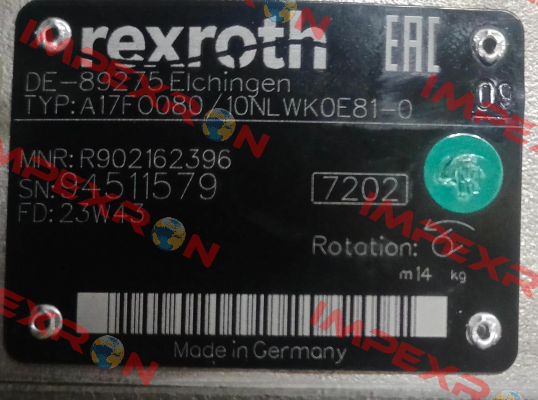 rexroth EAC
DE-89275 Elchingen
09
TYP: A17FO080 /10NLWK0E81-0
MNR: R902162396
SN: 94511579
7202
FD: 23W43
Rotation:
m14 kg
Made in Germany
IMPEXRON